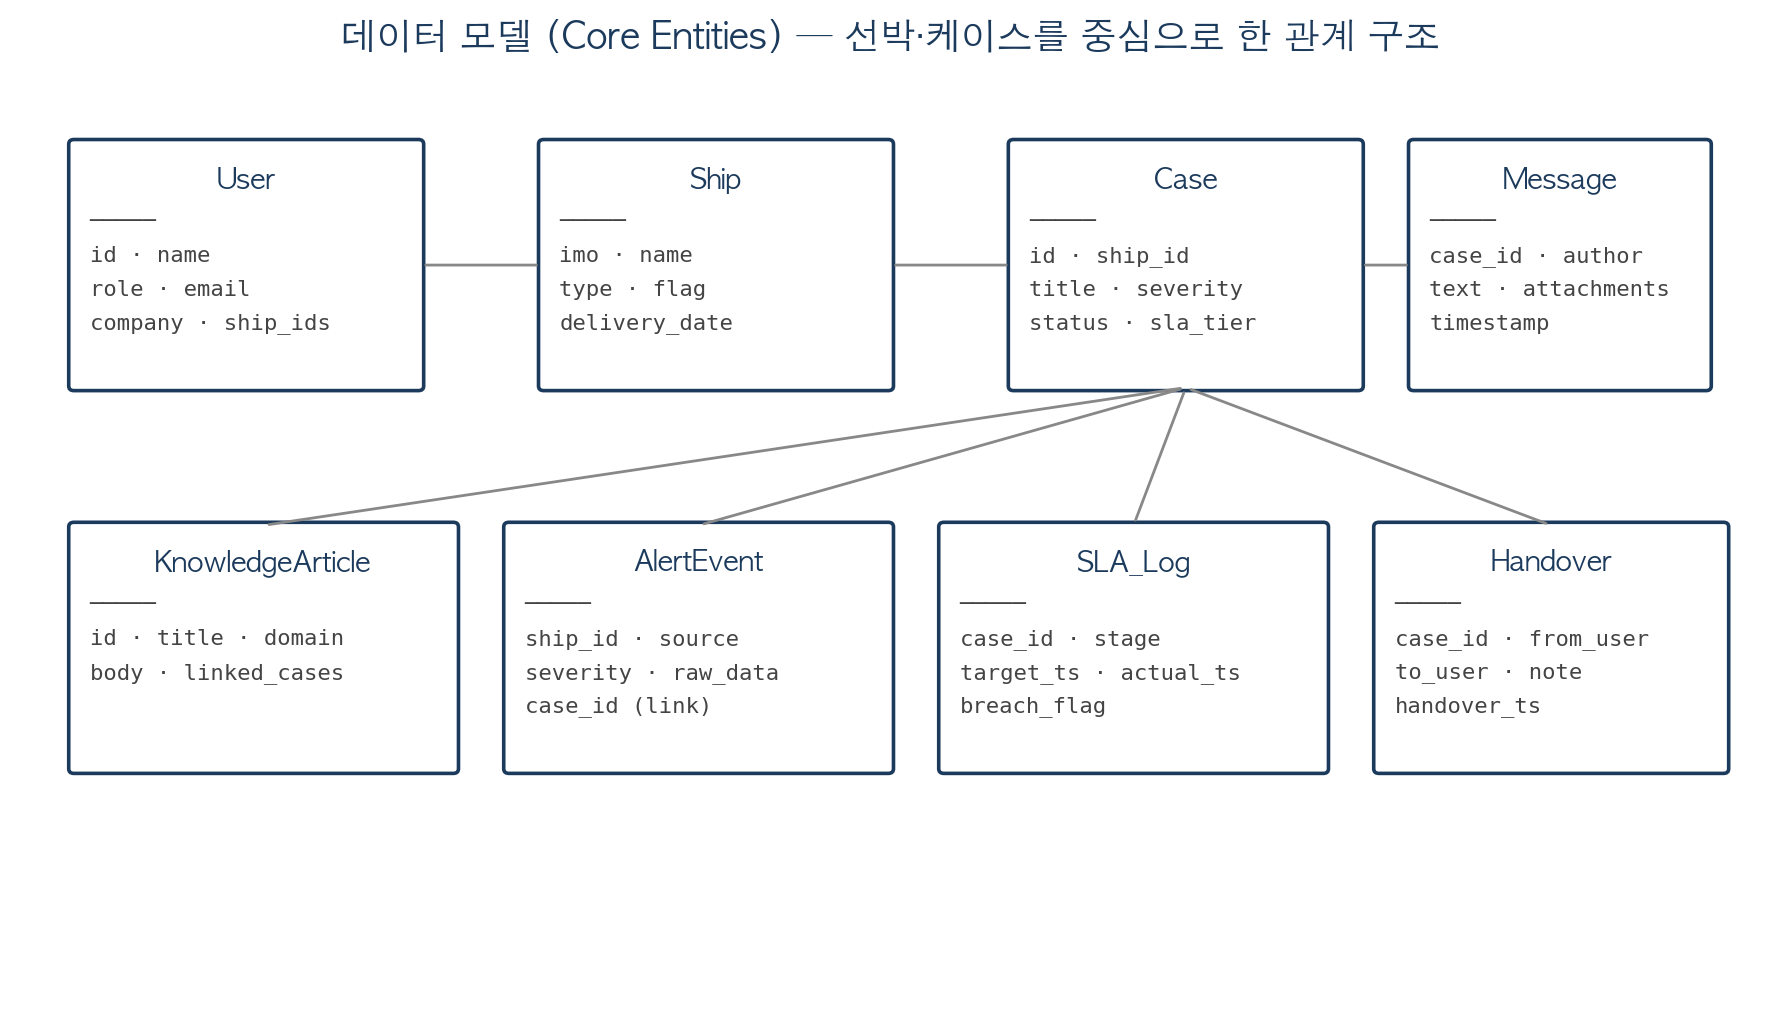 데이터 모델 (Core Entities) — 선박·케이스를 중심으로 한 관계 구조
User
id · name
role · email
company · ship_ids
Ship
imo · name
type · flag
delivery_date
Case
id · ship_id
title · severity
status · sla_tier
Message
case_id · author
text · attachments
timestamp
KnowledgeArticle
id · title · domain
body · linked_cases
AlertEvent
ship_id · source
severity · raw_data
case_id (link)
SLA_Log
case_id · stage
target_ts · actual_ts
breach_flag
Handover
case_id · from_user
to_user · note
handover_ts